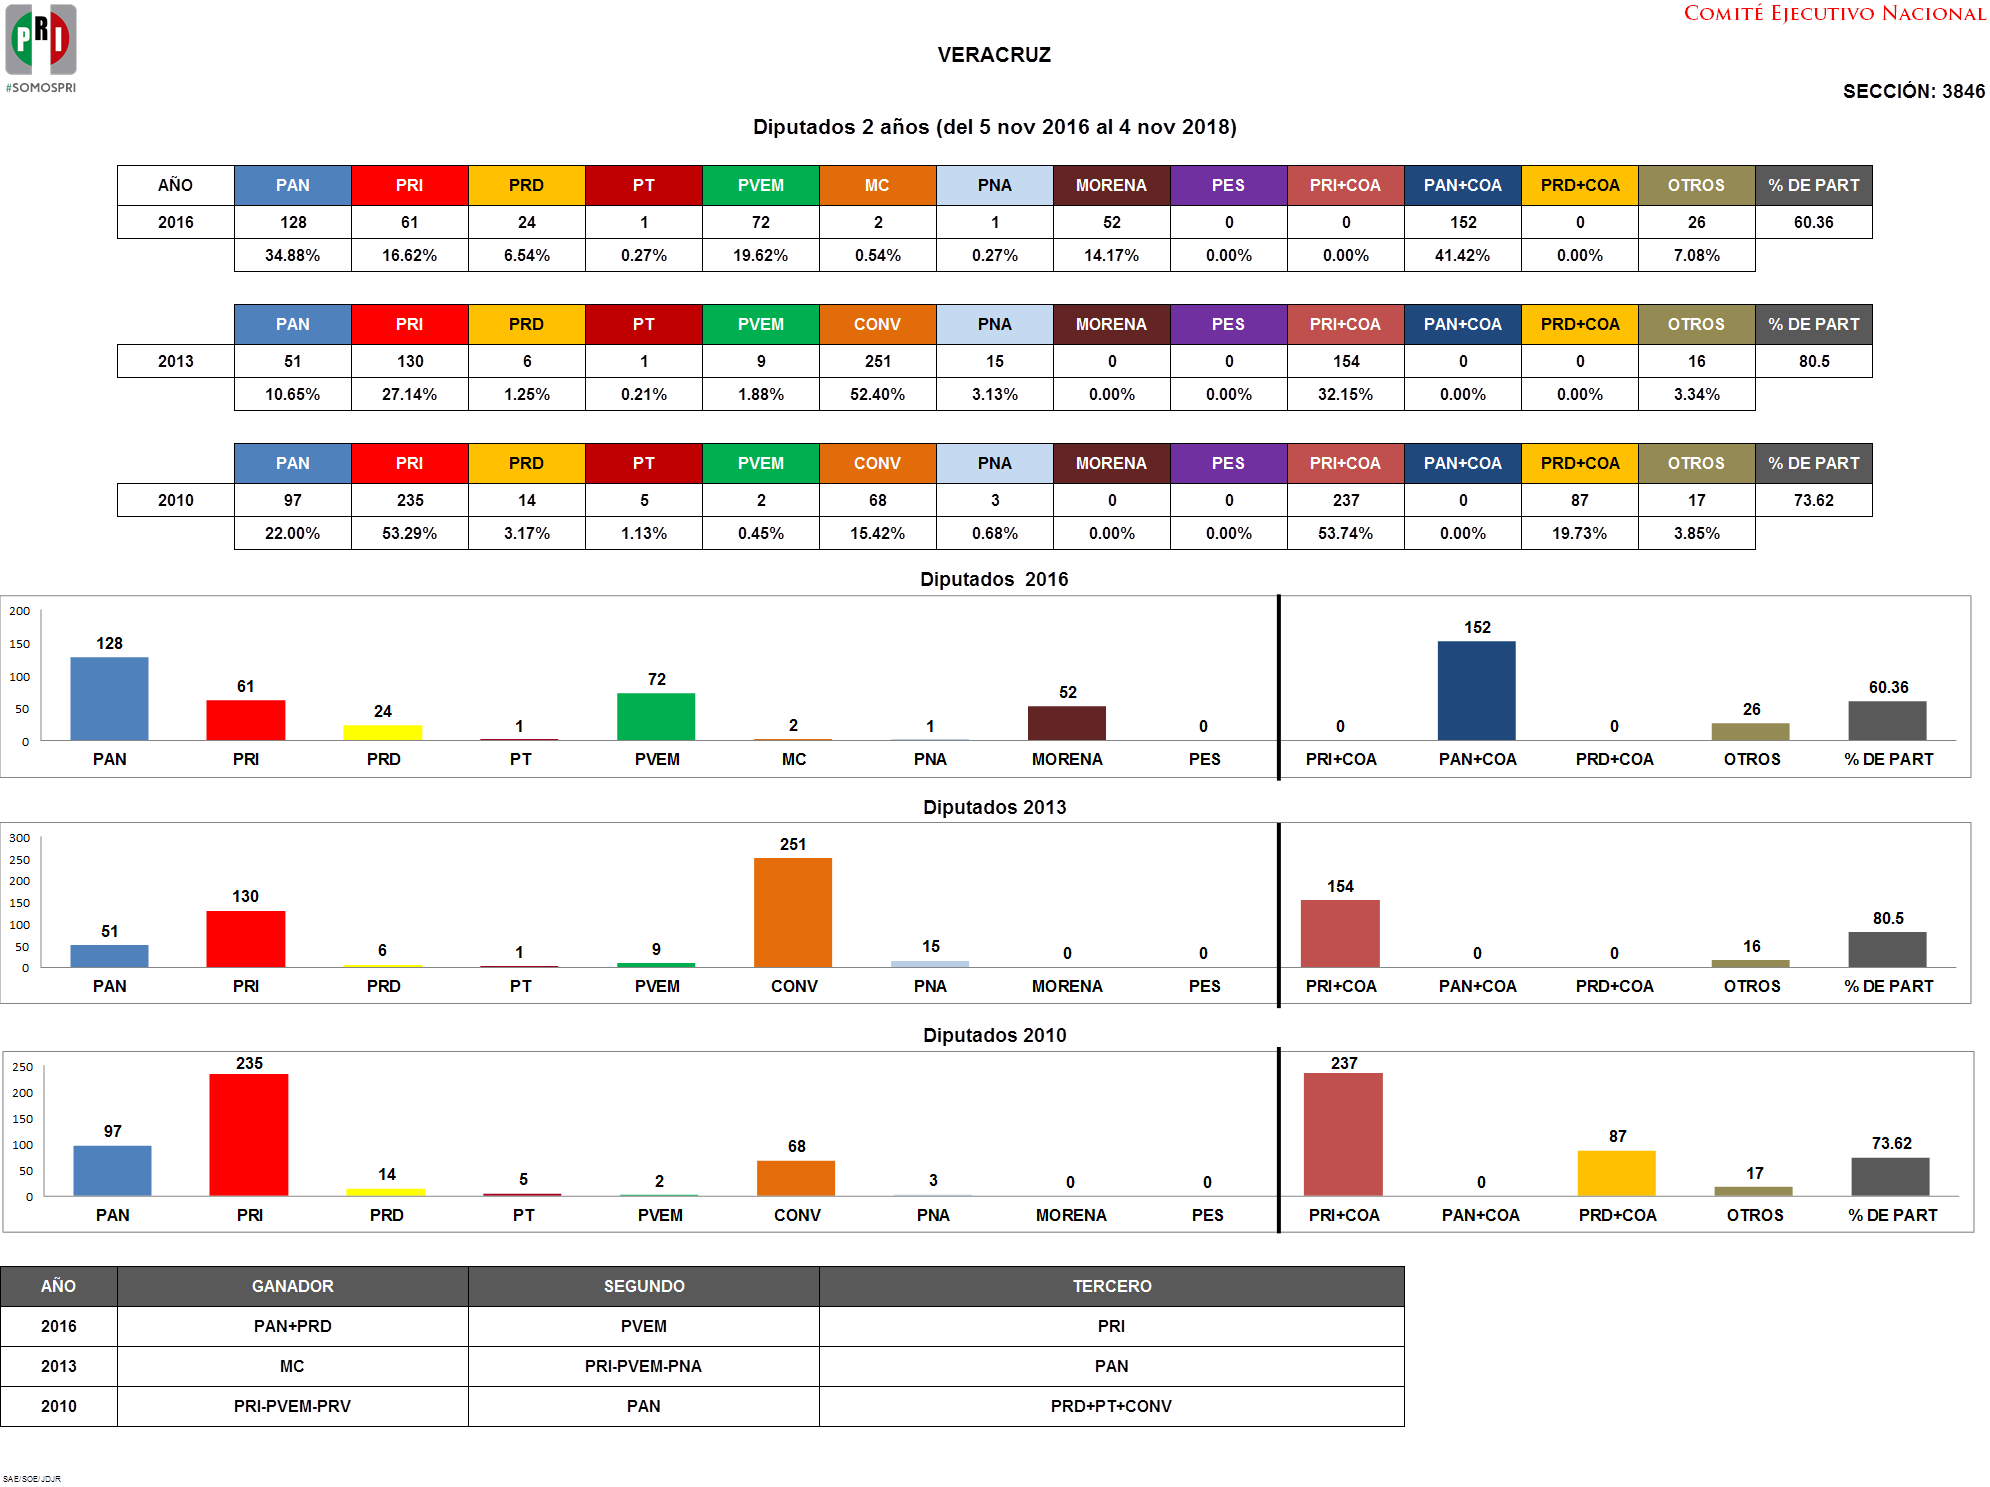 PRI
#SOMOSPRI
COMITÉ EJECUTIVO NACIONAL
VERACRUZ
SECCIÓN: 3846
Diputados 2 años (del 5 nov 2016 al 4 nov 2018)
AÑO PAN PRI PRD PT PVEM MC PNA MORENA PES PRI+COA PAN+COA PRD+COA OTROS % DE PART
2016 128 61 24 1 72 2 1 52 0 0 152 0 26 60.36
34.88% 16.62% 6.54% 0.27% 19.62% 0.54% 0.27% 14.17% 0.00% 0.00% 41.42% 0.00% 7.08%
PAN PRI PRD PT PVEM CONV PNA MORENA PES PRI+COA PAN+COA PRD+COA OTROS % DE PART
2013 51 130 6 1 9 251 15 0 0 154 0 0 16 80.5
10.65% 27.14% 1.25% 0.21% 1.88% 52.40% 3.13% 0.00% 0.00% 32.15% 0.00% 0.00% 3.34%
PAN PRI PRD PT PVEM CONV PNA MORENA PES PRI+COA PAN+COA PRD+COA OTROS % DE PART
2010 97 235 14 5 2 68 3 0 0 237 0 87 17 73.62
22.00% 53.29% 3.17% 1.13% 0.45% 15.42% 0.68% 0.00% 0.00% 53.74% 0.00% 19.73% 3.85%
Diputados 2016
200
150
100
50
0
128 61 24 1 72 2 1 52 0 0 152 0 26 60.36
PAN PRI PRD PT PVEM MC PNA MORENA PES PRI+COA PAN+COA PRD+COA OTROS % DE PART
Diputados 2013
300
250
200
150
100
50
0
51 130 6 1 9 251 15 0 0 154 0 0 16 80.5
PAN PRI PRD PT PVEM CONV PNA MORENA PES PRI+COA PAN+COA PRD+COA OTROS % DE PART
Diputados 2010
250
200
150
100
50
0
97 235 14 5 2 68 3 0 0 237 0 87 17 73.62
PAN PRI PRD PT PVEM CONV PNA MORENA PES PRI+COA PAN+COA PRD+COA OTROS % DE PART
AÑO GANADOR SEGUNDO TERCERO
2016 PAN+PRD PVEM PRI
2013 MC PRI-PVEM-PNA PAN
2010 PRI-PVEM-PRV PAN PRD+PT+CONV
SAE/SOE/JDJR